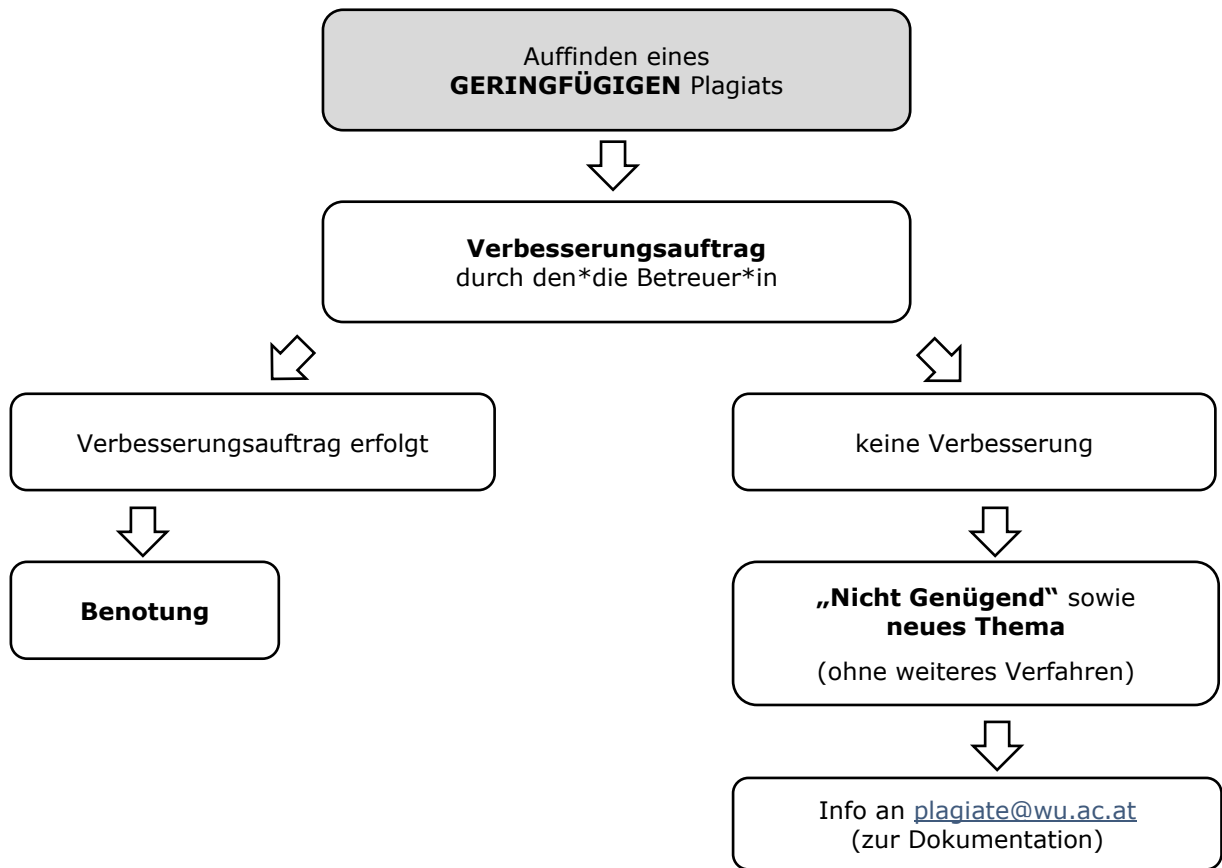 Auffinden eines
GERINGFÜGIGEN Plagiats
Verbesserungsauftrag
durch den*die Betreuer*in
Verbesserungsauftrag erfolgt
keine Verbesserung
Benotung
„Nicht Genügend“ sowie
neues Thema
(ohne weiteres Verfahren)
Info an plagiate@wu.ac.at
(zur Dokumentation)